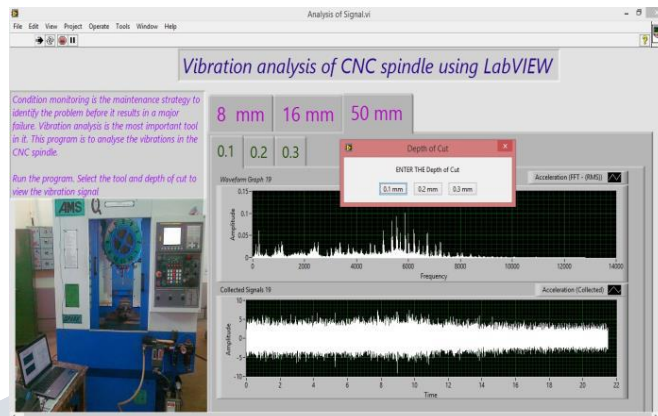 Analysis of Signal.vi
File Edit View Project Operate Tools Window Help
Vibration analysis of CNC spindle using LabVIEW
Condition monitoring is the maintenance strategy to
identify the problem before it results in a major
failure. Vibration analysis is the most important tool
in it. This program is to analyse the vibrations in the
CNC spindle.
Run the program. Select the tool and depth of cut to
view the vibration signal
AMS
8 mm 16 mm 50 mm
0.1 0.2 0.3
Depth of Cut
x
ENTER THE Depth of Cut
0.1 mm 0.2 mm 0.3 mm
Waveform Graph 19
Acceleration (FFT - (RMS))
Amplitude
0.15
0.1
0.05
0
0 2000 4000 6000 8000 10000 12000 14000
Frequency
Collected Signals 19
Acceleration (Collected)
Amplitude
10
5
0
-5
-10
0 2 4 6 8 10 12 14 16 18 20 22
Time